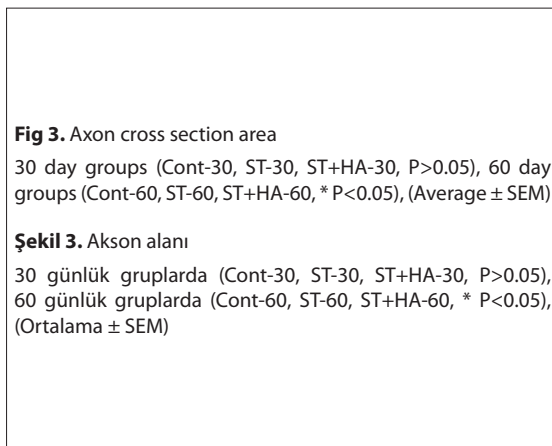 Fig 3. Axon cross section area
30 day groups (Cont-30, ST-30, ST+HA-30, P>0.05), 60 day
groups (Cont-60, ST-60, ST+HA-60, * P<0.05), (Average ± SEM)
Şekil 3. Akson alanı
30 günlük gruplarda (Cont-30, ST-30, ST+HA-30, P>0.05),
60 günlük gruplarda (Cont-60, ST-60, ST+HA-60, * P<0.05),
(Ortalama ± SEM)